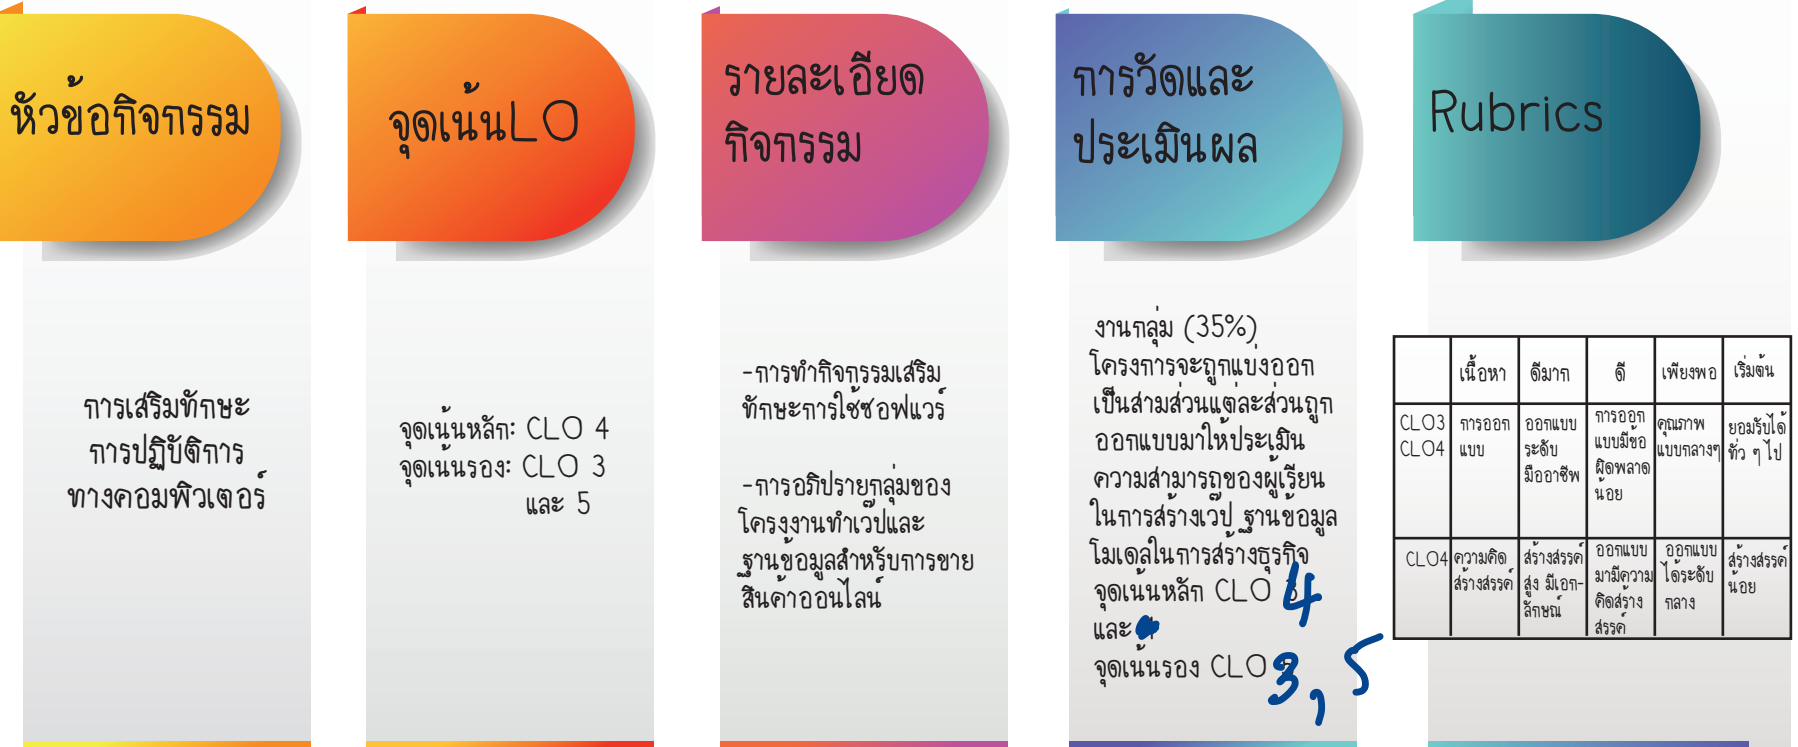 หัวข้อกิจกรรม
การเสริมทักษะ
การปฏิบัติการ
ทางคอมพิวเตอร์
จุดเน้นLO
จุดเน้นหลัก: CLO 4
จุดเน้นรอง: CLO 3
และ 5
รายละเอียด
กิจกรรม
-การทำกิจกรรมเสริม
ทักษะการใช้ซอฟแวร์
-การอภิปรายกลุ่มของ
โครงงานทำเว๊ปและ
ฐานข้อมูลสำหรับการขาย
สินค้าออนไลน์
การวัดและ
ประเมินผล
งานกลุ่ม (35%)
โครงการจะถูกแบ่งออก
เป็นสามส่วนแต่ละส่วนถูก
ออกแบบมาให้ประเมิน
ความสามารถของผู้เรียน
ในการสร้างเวป ฐานข้อมูล
โมเดลในการสร้างธุรกิจ
จุดเน้นหลัก CLO 3 4
และ
จุดเน้นรอง CLO 3, 5
Rubrics
เนื้อหา ดีมาก ดี เพียงพอ เริ่มต้น
CLO3 การออก ออกแบบ การออก คุณภาพ ยอมรับได้
CLO4 แบบ ระดับ แบบมีข้อ แบบกลางๆ ทั่ว ๆ ไป
มืออาชีพ ผิดพลาด
น้อย
CLO4 ความคิด สร้างสรรค์ ออกแบบ ออกแบบ สร้างสรรค์
สร้างสรรค์ สูง มีเอก- มามีความ ได้ระดับ น้อย
ลักษณ์ คิดสร้าง กลาง
สรรค์